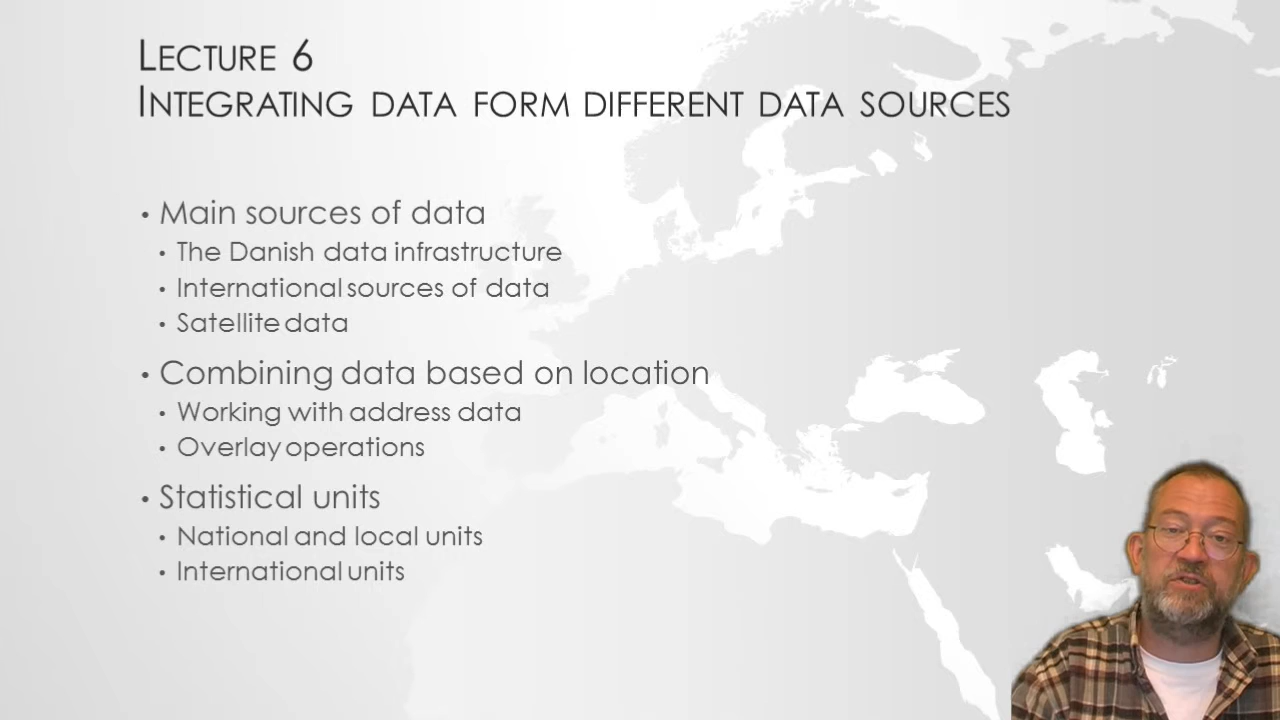 LECTURE 6
INTEGRATING DATA FORM DIFFERENT DATA SOURCES
• Main sources of data
• The Danish data infrastructure
• International sources of data
• Satellite data
• Combining data based on location
• Working with address data
• Overlay operations
• Statistical units
• National and local units
• International units